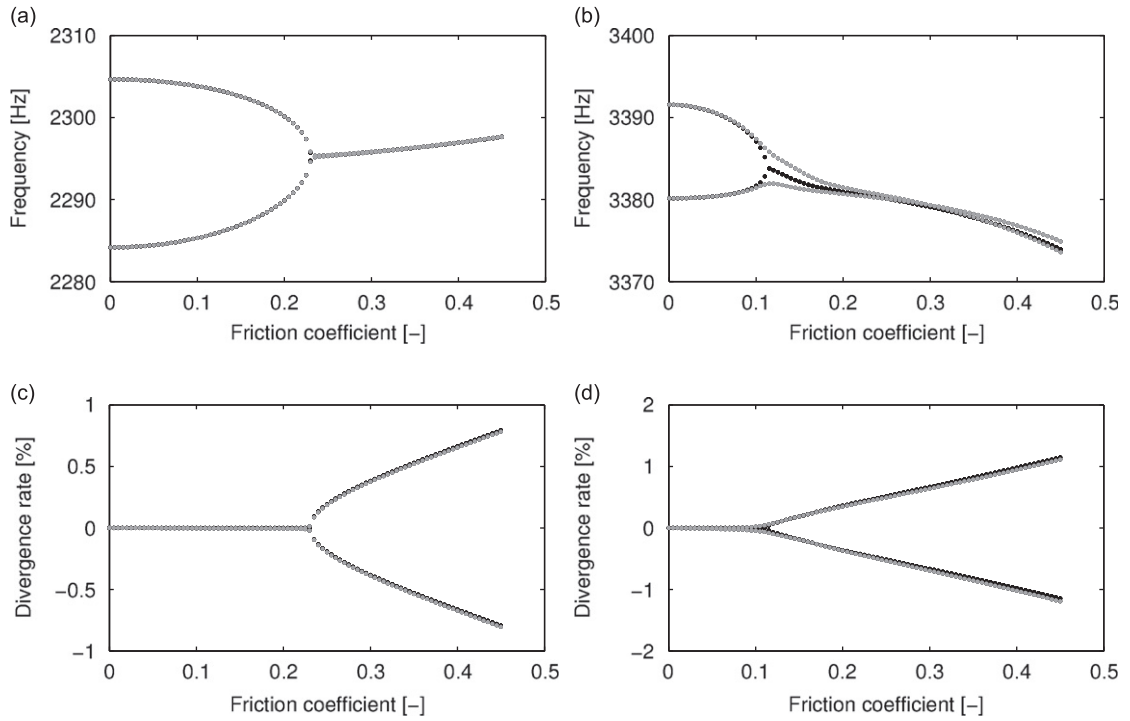 (a)
2310
2300
2290
2280
Frequency [Hz]
0 0.1 0.2 0.3 0.4 0.5
Friction coefficient [−]
(b)
3400
3390
3380
3370
Frequency [Hz]
0 0.1 0.2 0.3 0.4 0.5
Friction coefficient [−]
(c)
1
0.5
0
−0.5
−1
Divergence rate [%]
0 0.1 0.2 0.3 0.4 0.5
Friction coefficient [−]
(d)
2
1
0
−1
−2
Divergence rate [%]
0 0.1 0.2 0.3 0.4 0.5
Friction coefficient [−]